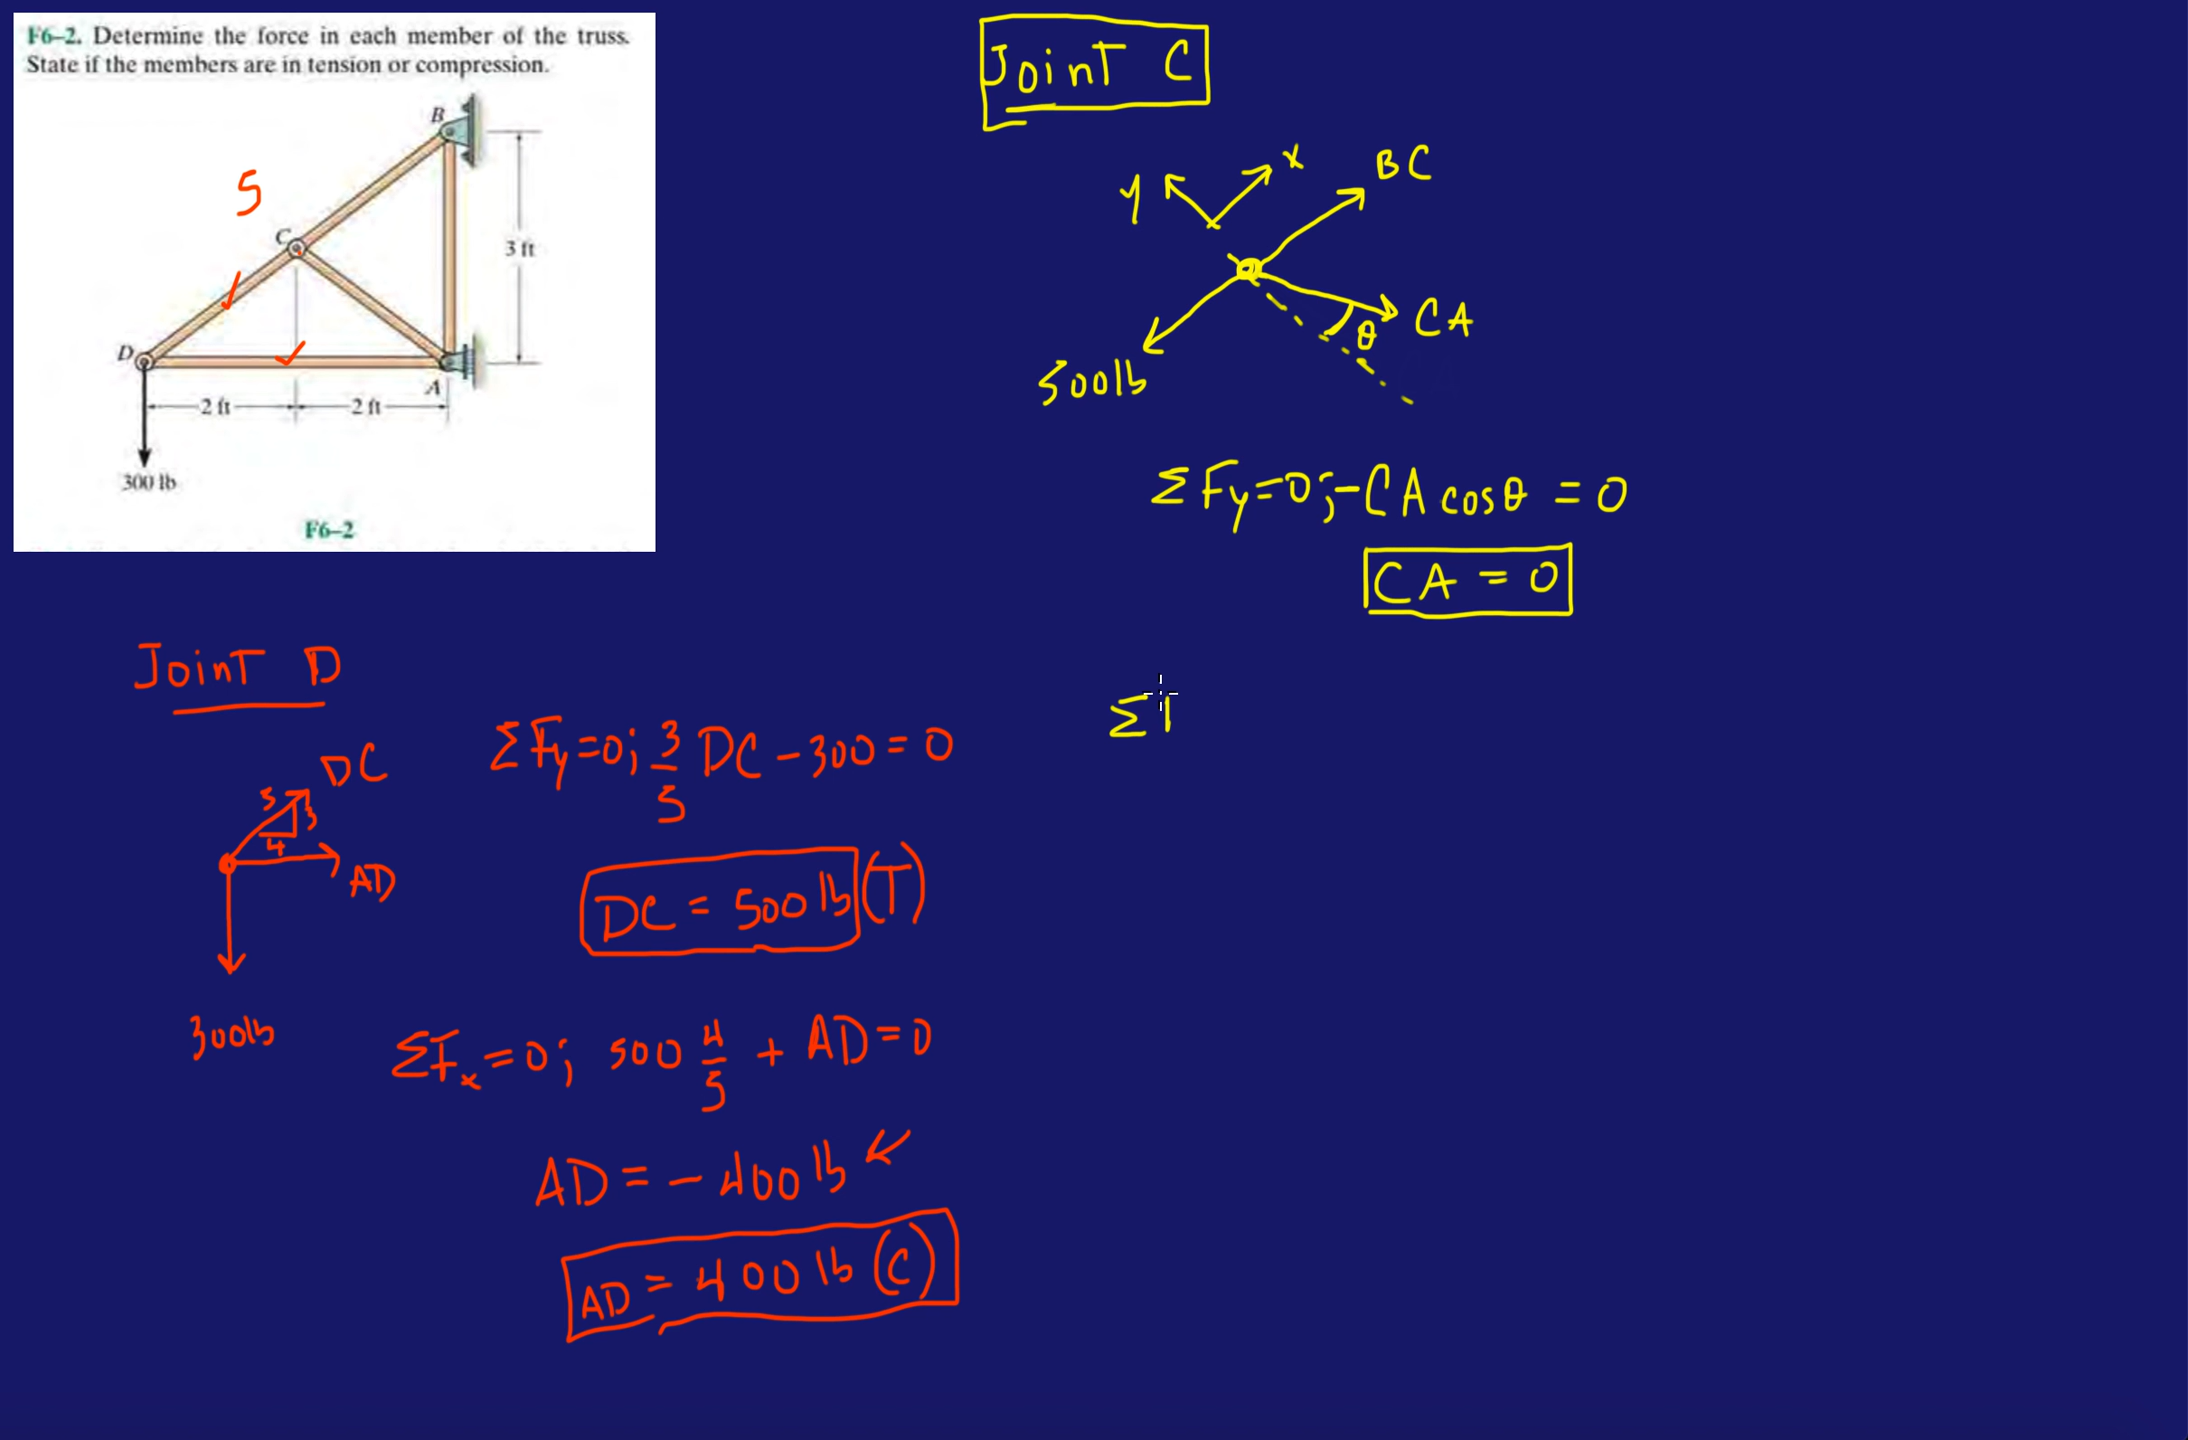 F6–2. Determine the force in each member of the truss.
State if the members are in tension or compression.
B
5
C
3 ft
D
A
2 ft
2 ft
300 lb
F6–2
Joint D
DC
5
3
4
AD
300lb
ΣFy=0; 3/5 DC - 300 = 0
DC = 500 lb (T)
ΣFx = 0; 500 4/5 + AD = 0
AD = - 400 lb
AD = 400 lb (C)
Joint C
y
x
BC
CA
θ
500lb
ΣFy=0; -CA cosθ = 0
CA = 0
Σ